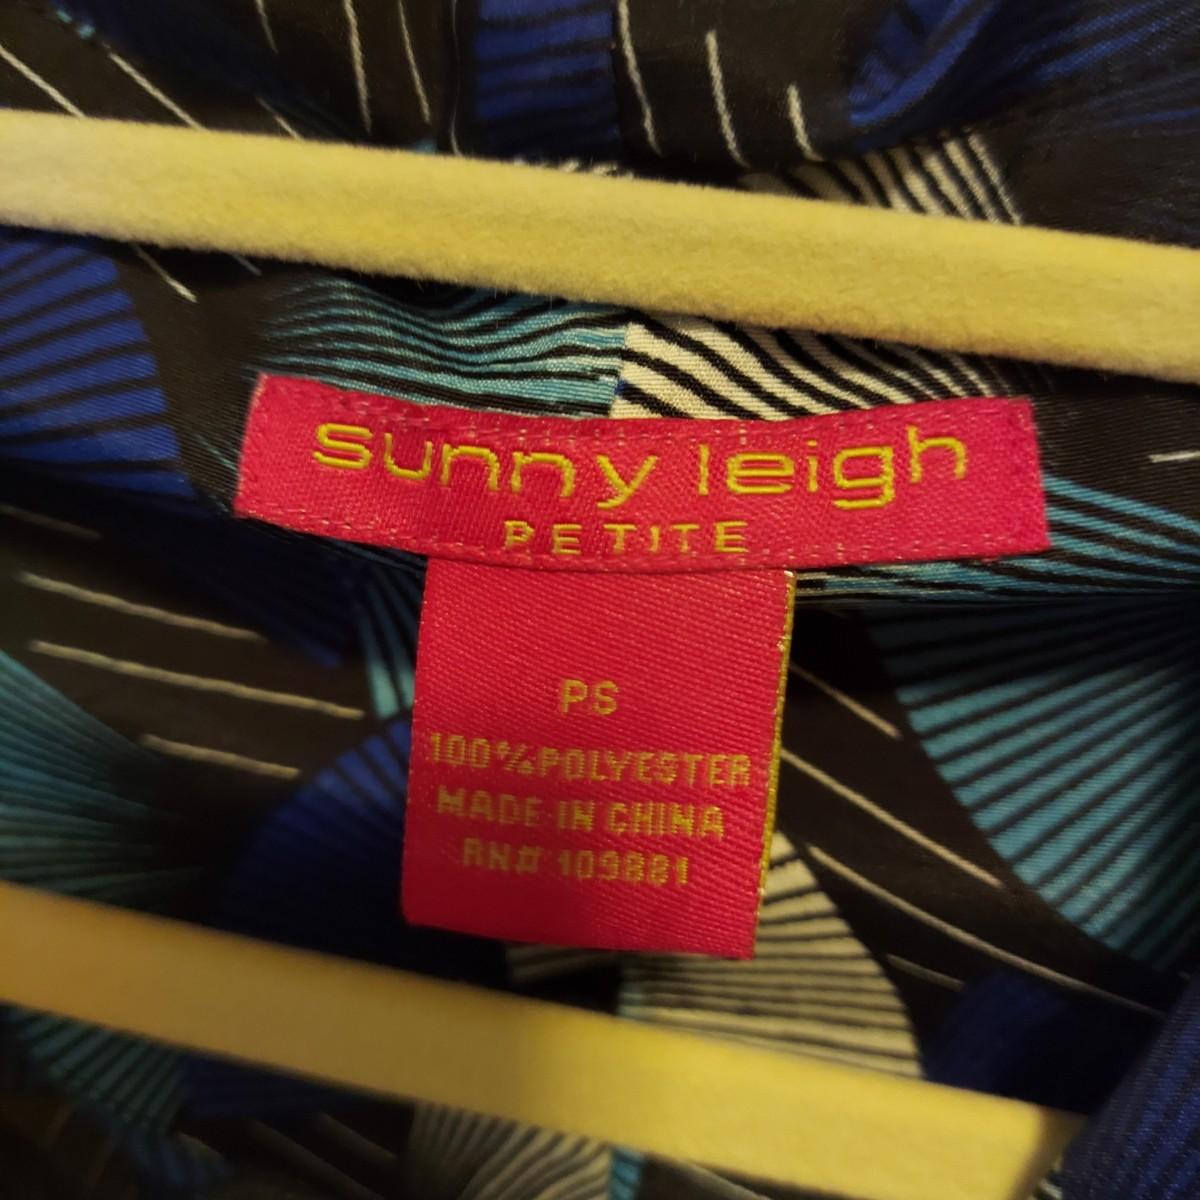 sunny leigh
PETITE
PS
100%POLYESTER
MADE IN CHINA
RN# 109881